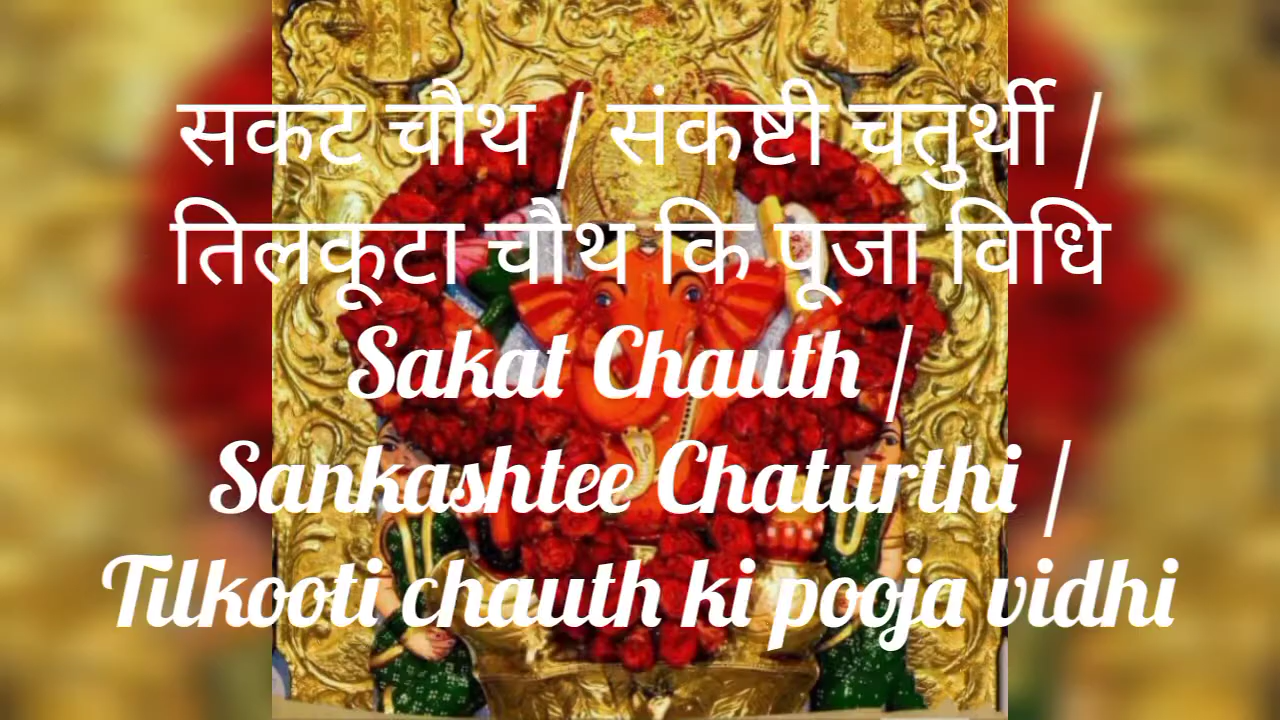 सकट चौथ / संकष्टी चतुर्थी /
तिलकूटा चौथ कि पूजा विधि
Sakat Chauth /
Sankashtee Chaturthi /
Tilkooti chauth ki pooja vidhi